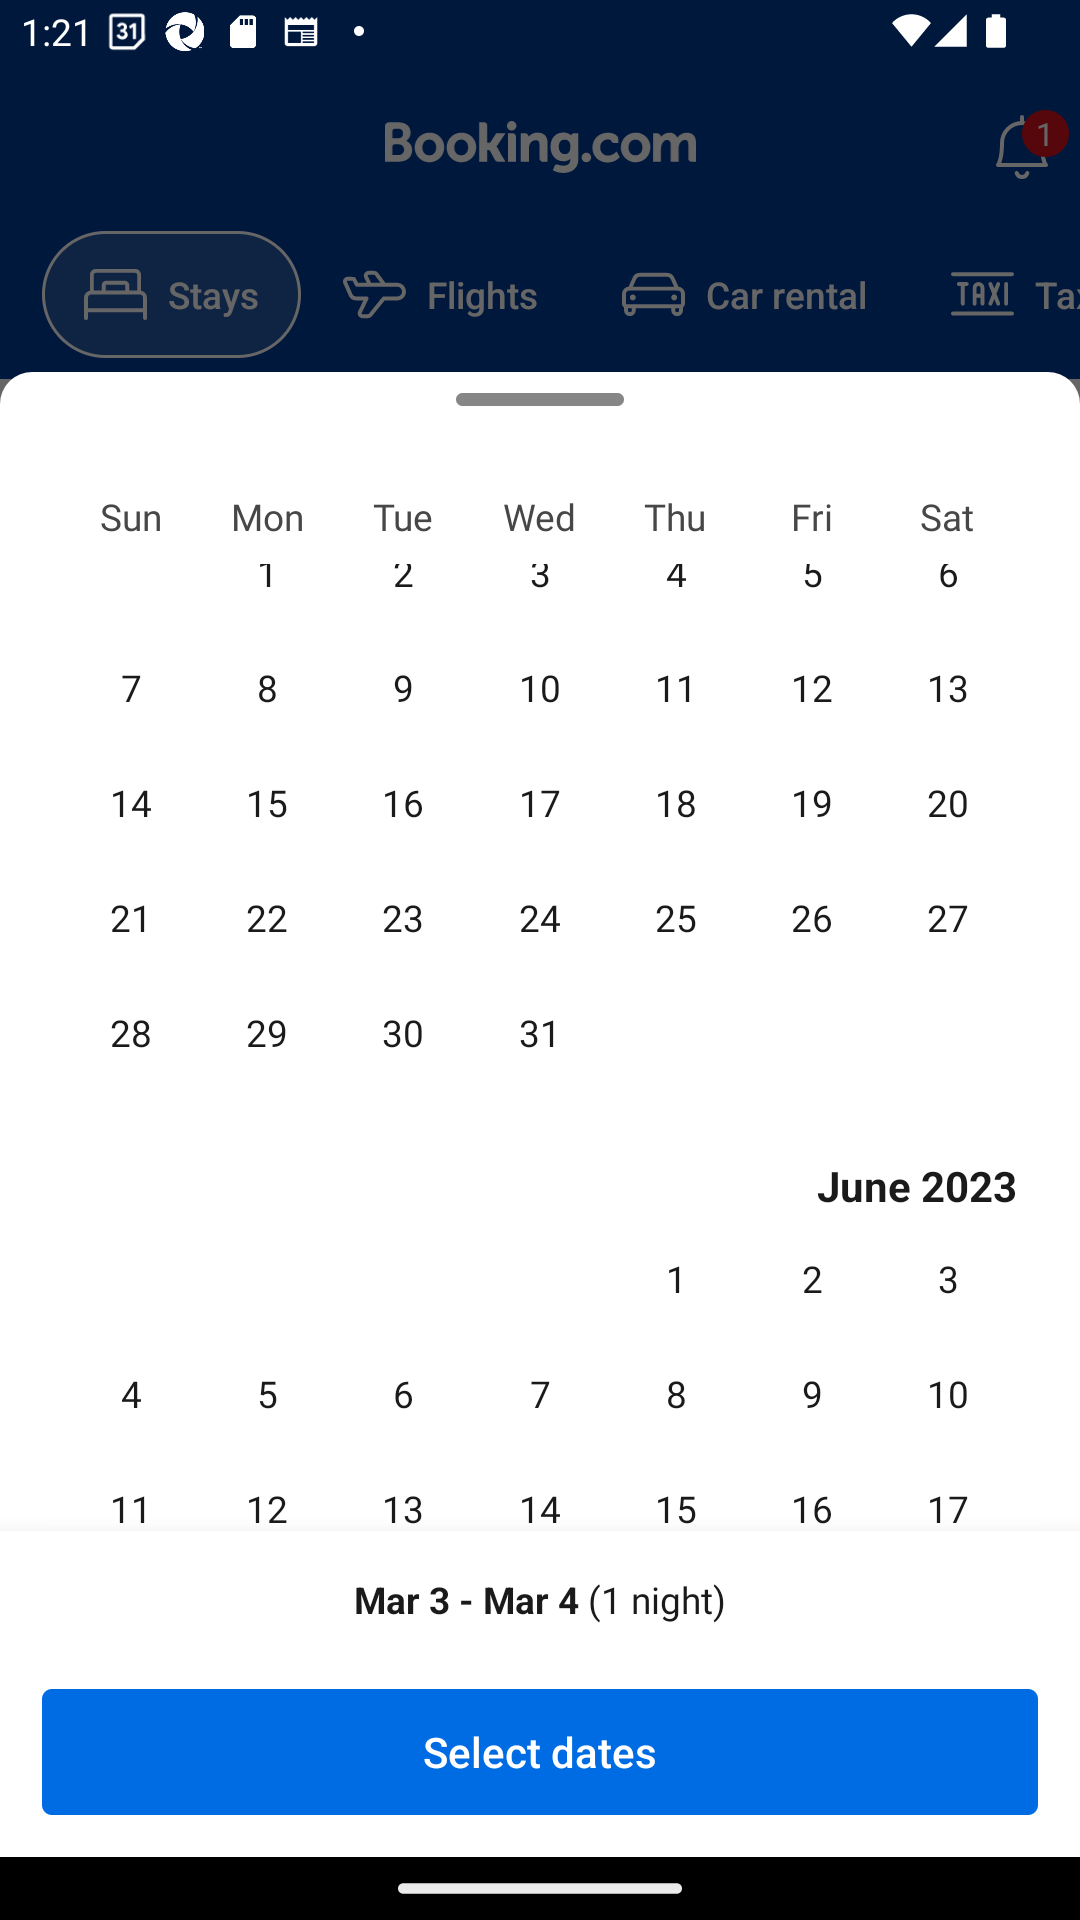 1:21 31
Booking.com 1
Stays Flights Car rental TAXI Tax
Sun Mon Tue Wed Thu Fri Sat
1 2 3 4 5 6
7 8 9 10 11 12 13
14 15 16 17 18 19 20
21 22 23 24 25 26 27
28 29 30 31
June 2023
1 2 3
4 5 6 7 8 9 10
11 12 13 14 15 16 17
Mar 3 - Mar 4 (1 night)
Select dates